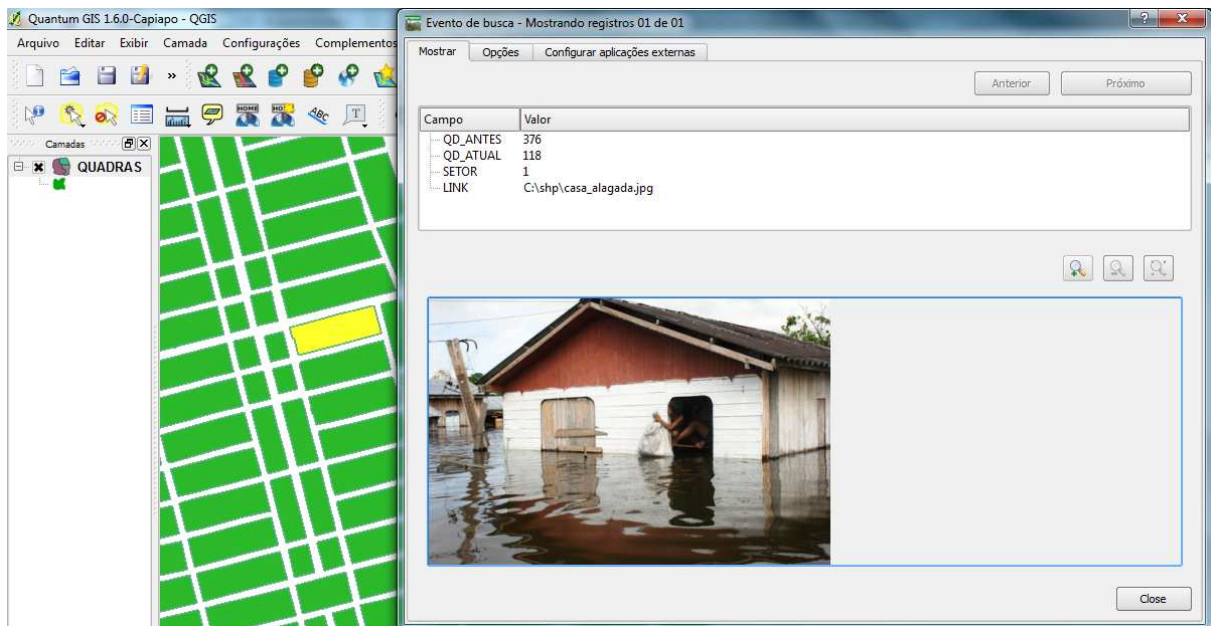 Quantum GIS 1.6.0-Capiapo - QGIS
Arquivo Editar Exibir Camada Configurações Complementos
»
HOME
ABC
T
Camadas
QUADRAS
Evento de busca - Mostrando registros 01 de 01
Mostrar Opções Configurar aplicações externas
Anterior Próximo
Campo Valor
QD_ANTES 376
QD_ATUAL 118
SETOR 1
LINK C:\shp\casa_alagada.jpg
Close